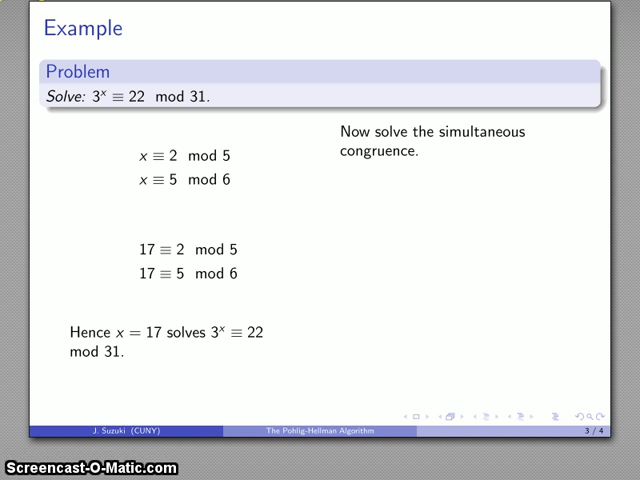 Example
Problem
Solve: 3ˣ ≡ 22 mod 31.
Now solve the simultaneous
congruence.
x ≡ 2 mod 5
x ≡ 5 mod 6
17 ≡ 2 mod 5
17 ≡ 5 mod 6
Hence x = 17 solves 3ˣ ≡ 22
mod 31.
J. Suzuki (CUNY) The Pohlig-Hellman Algorithm 3 / 4
Screencast-O-Matic.com